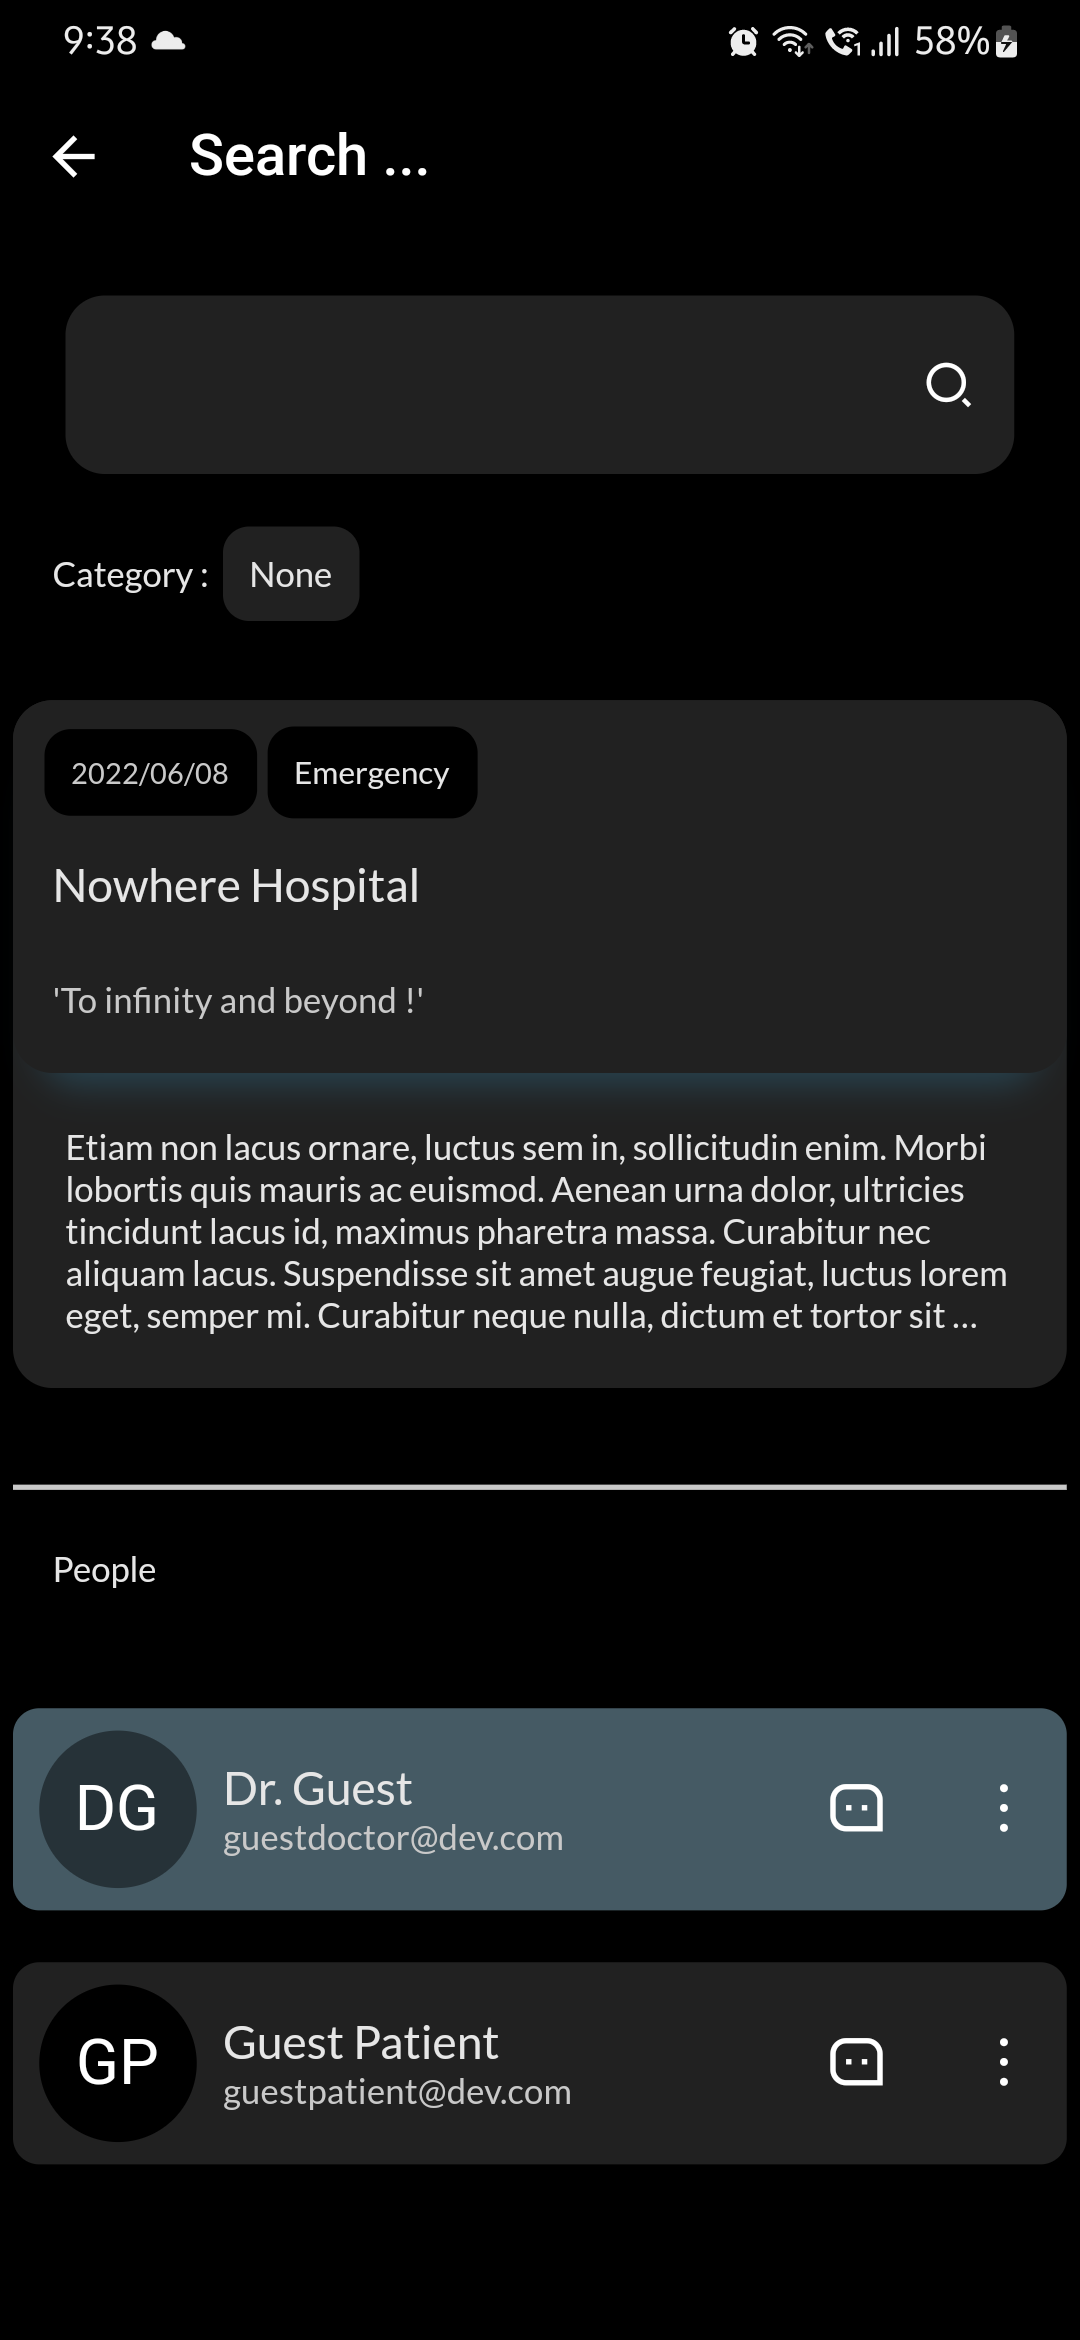 9:38
58%
Search ...
Category :
None
2022/06/08
Emergency
Nowhere Hospital
'To infinity and beyond !'
Etiam non lacus ornare, luctus sem in, sollicitudin enim. Morbi
lobortis quis mauris ac euismod. Aenean urna dolor, ultricies
tincidunt lacus id, maximus pharetra massa. Curabitur nec
aliquam lacus. Suspendisse sit amet augue feugiat, luctus lorem
eget, semper mi. Curabitur neque nulla, dictum et tortor sit ...
People
DG
Dr. Guest
guestdoctor@dev.com
GP
Guest Patient
guestpatient@dev.com